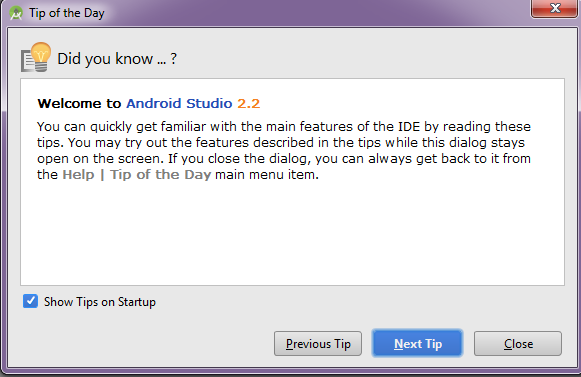 Tip of the Day
Did you know ... ?
Welcome to Android Studio 2.2
You can quickly get familiar with the main features of the IDE by reading these
tips. You may try out the features described in the tips while this dialog stays
open on the screen. If you close the dialog, you can always get back to it from
the Help | Tip of the Day main menu item.
Show Tips on Startup
Previous Tip
Next Tip
Close